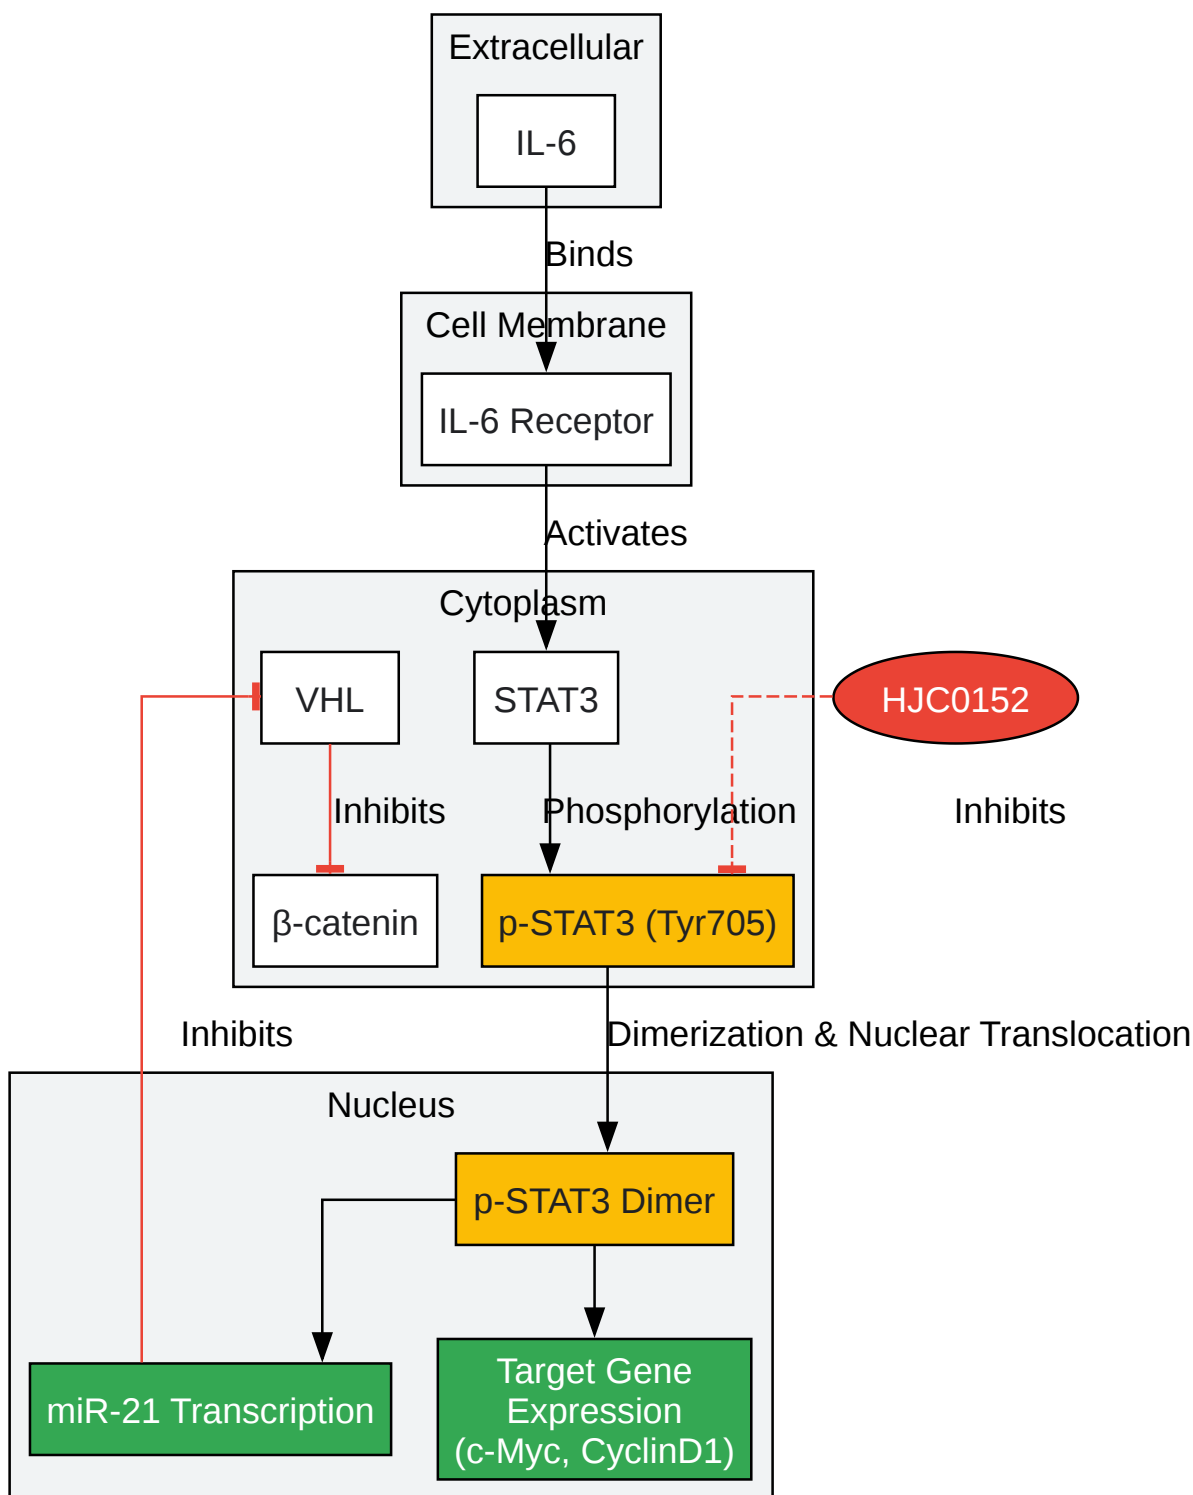 Extracellular
IL-6
Binds
Cell Membrane
IL-6 Receptor
Activates
Cytoplasm
VHL
STAT3
HJC0152
Inhibits
Phosphorylation
Inhibits
β-catenin
p-STAT3 (Tyr705)
Inhibits
Dimerization & Nuclear Translocation
Nucleus
p-STAT3 Dimer
miR-21 Transcription
Target Gene
Expression
(c-Myc, CyclinD1)